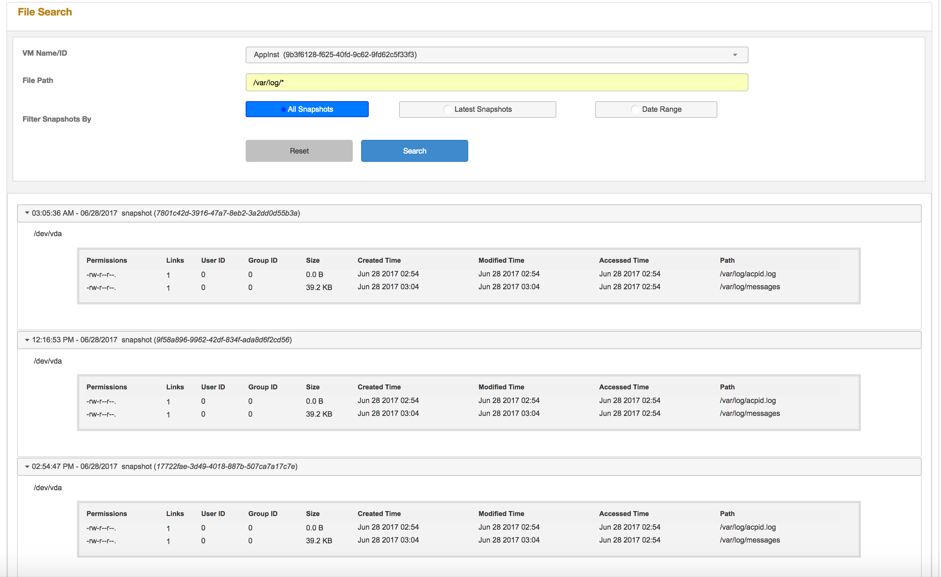 File Search
VM Name/ID
AppInst (9b3f6128-f625-40fd-9c62-9fd62c5f33f3)
File Path
/var/log/*
Filter Snapshots By
All Snapshots Latest Snapshots Date Range
Reset Search
03:05:36 AM - 06/28/2017 snapshot (7801c42d-3916-47a7-8eb2-3a2dd0d55b3a)
/dev/vda
Permissions Links User ID Group ID Size Created Time Modified Time Accessed Time Path
-rw-r--r--. 1 0 0 0.0 B Jun 28 2017 02:54 Jun 28 2017 02:54 Jun 28 2017 02:54 /var/log/acpid.log
-rw-r--r--. 1 0 0 39.2 KB Jun 28 2017 03:04 Jun 28 2017 03:04 Jun 28 2017 02:54 /var/log/messages
12:16:53 PM - 06/28/2017 snapshot (9f58a896-9962-42df-834f-ada8d6f2cd56)
/dev/vda
Permissions Links User ID Group ID Size Created Time Modified Time Accessed Time Path
-rw-r--r--. 1 0 0 0.0 B Jun 28 2017 02:54 Jun 28 2017 02:54 Jun 28 2017 02:54 /var/log/acpid.log
-rw-r--r--. 1 0 0 39.2 KB Jun 28 2017 03:04 Jun 28 2017 03:04 Jun 28 2017 02:54 /var/log/messages
02:54:47 PM - 06/28/2017 snapshot (17722fae-3d49-4018-887b-507ca7a17c7e)
/dev/vda
Permissions Links User ID Group ID Size Created Time Modified Time Accessed Time Path
-rw-r--r--. 1 0 0 0.0 B Jun 28 2017 02:54 Jun 28 2017 02:54 Jun 28 2017 02:54 /var/log/acpid.log
-rw-r--r--. 1 0 0 39.2 KB Jun 28 2017 03:04 Jun 28 2017 03:04 Jun 28 2017 02:54 /var/log/messages